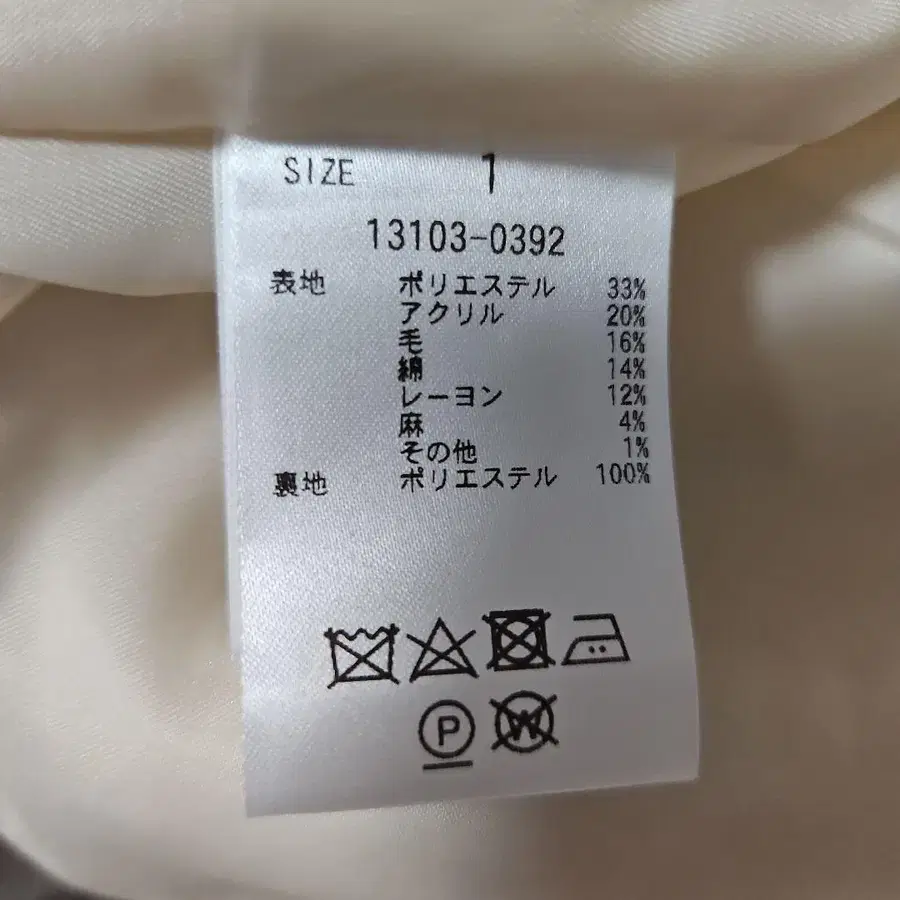 SIZE 1
13103-0392
表地 ポリエステル 33%
アクリル 20%
毛 16%
綿 14%
レーヨン 12%
麻 4%
その他 1%
裏地 ポリエステル 100%
P W